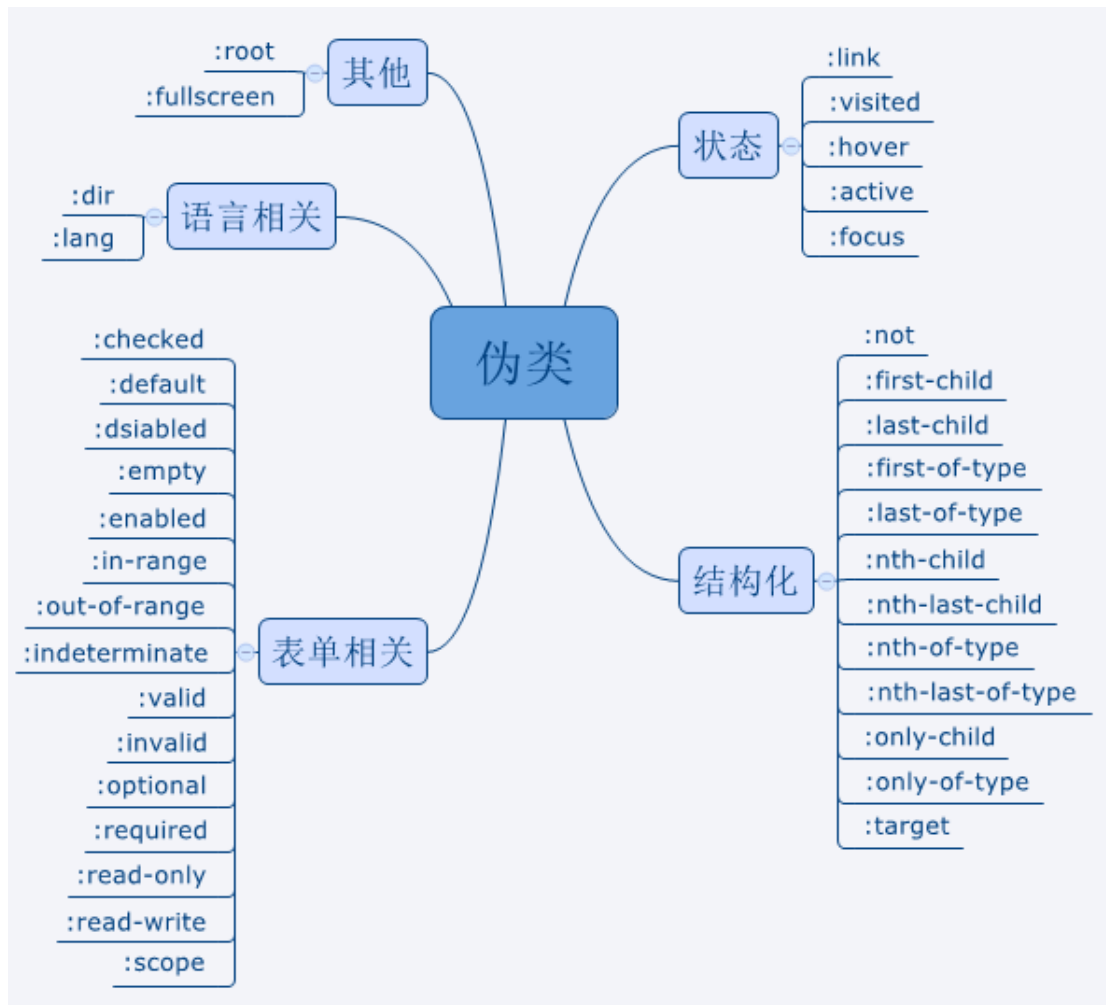 伪类
其他
:root
:fullscreen
语言相关
:dir
:lang
表单相关
:checked
:default
:dsiabled
:empty
:enabled
:in-range
:out-of-range
:indeterminate
:valid
:invalid
:optional
:required
:read-only
:read-write
:scope
状态
:link
:visited
:hover
:active
:focus
结构化
:not
:first-child
:last-child
:first-of-type
:last-of-type
:nth-child
:nth-last-child
:nth-of-type
:nth-last-of-type
:only-child
:only-of-type
:target